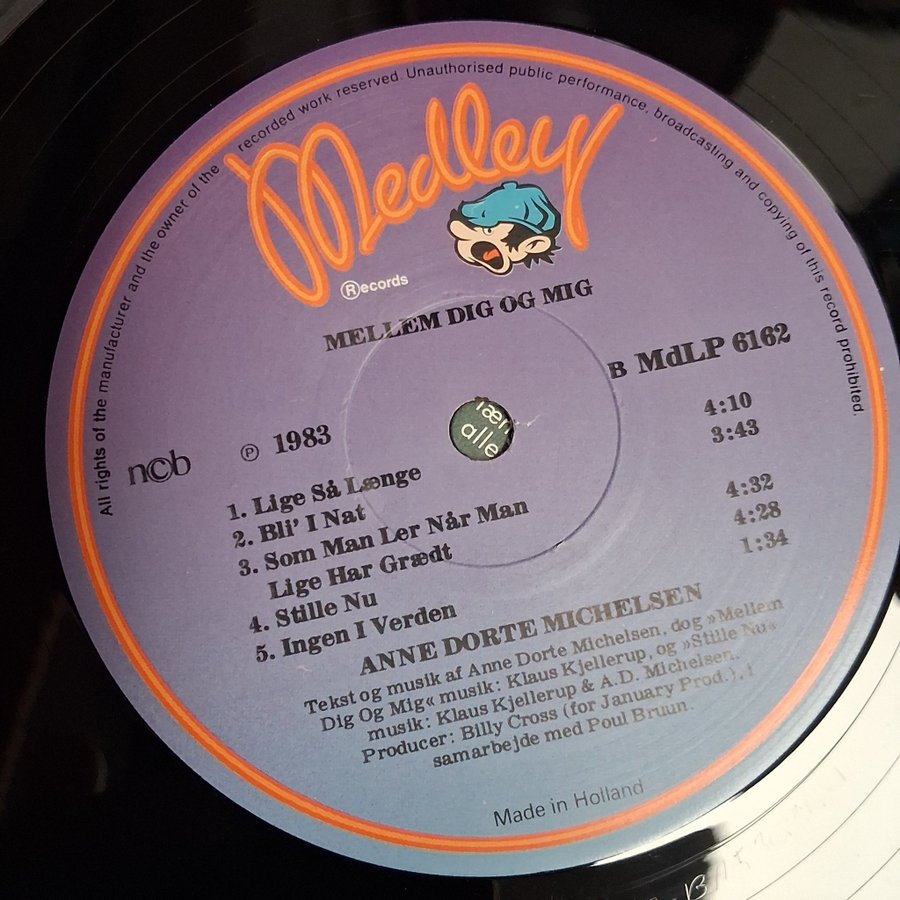 All rights of the manufacturer and the owner of the recorded work reserved. Unauthorised public performance, broadcasting and copying of this record prohibited.
Medley
Records
MELLEM DIG OG MIG
B MdLP 6162
ncb
Ⓟ 1983
1. Lige Så Længe 4:10
2. Bli' I Nat 3:43
3. Som Man Ler Når Man
Lige Har Grædt 4:32
4. Stille Nu 4:28
5. Ingen I Verden 1:34
ANNE DORTE MICHELSEN
Tekst og musik af Anne Dorte Michelsen, dog »Mellem
Dig Og Mig« musik: Klaus Kjellerup, og »Stille Nu«
musik: Klaus Kjellerup & A.D. Michelsen.
Producer: Billy Cross (for January Prod.), i
samarbejde med Poul Bruun.
Made in Holland
alle